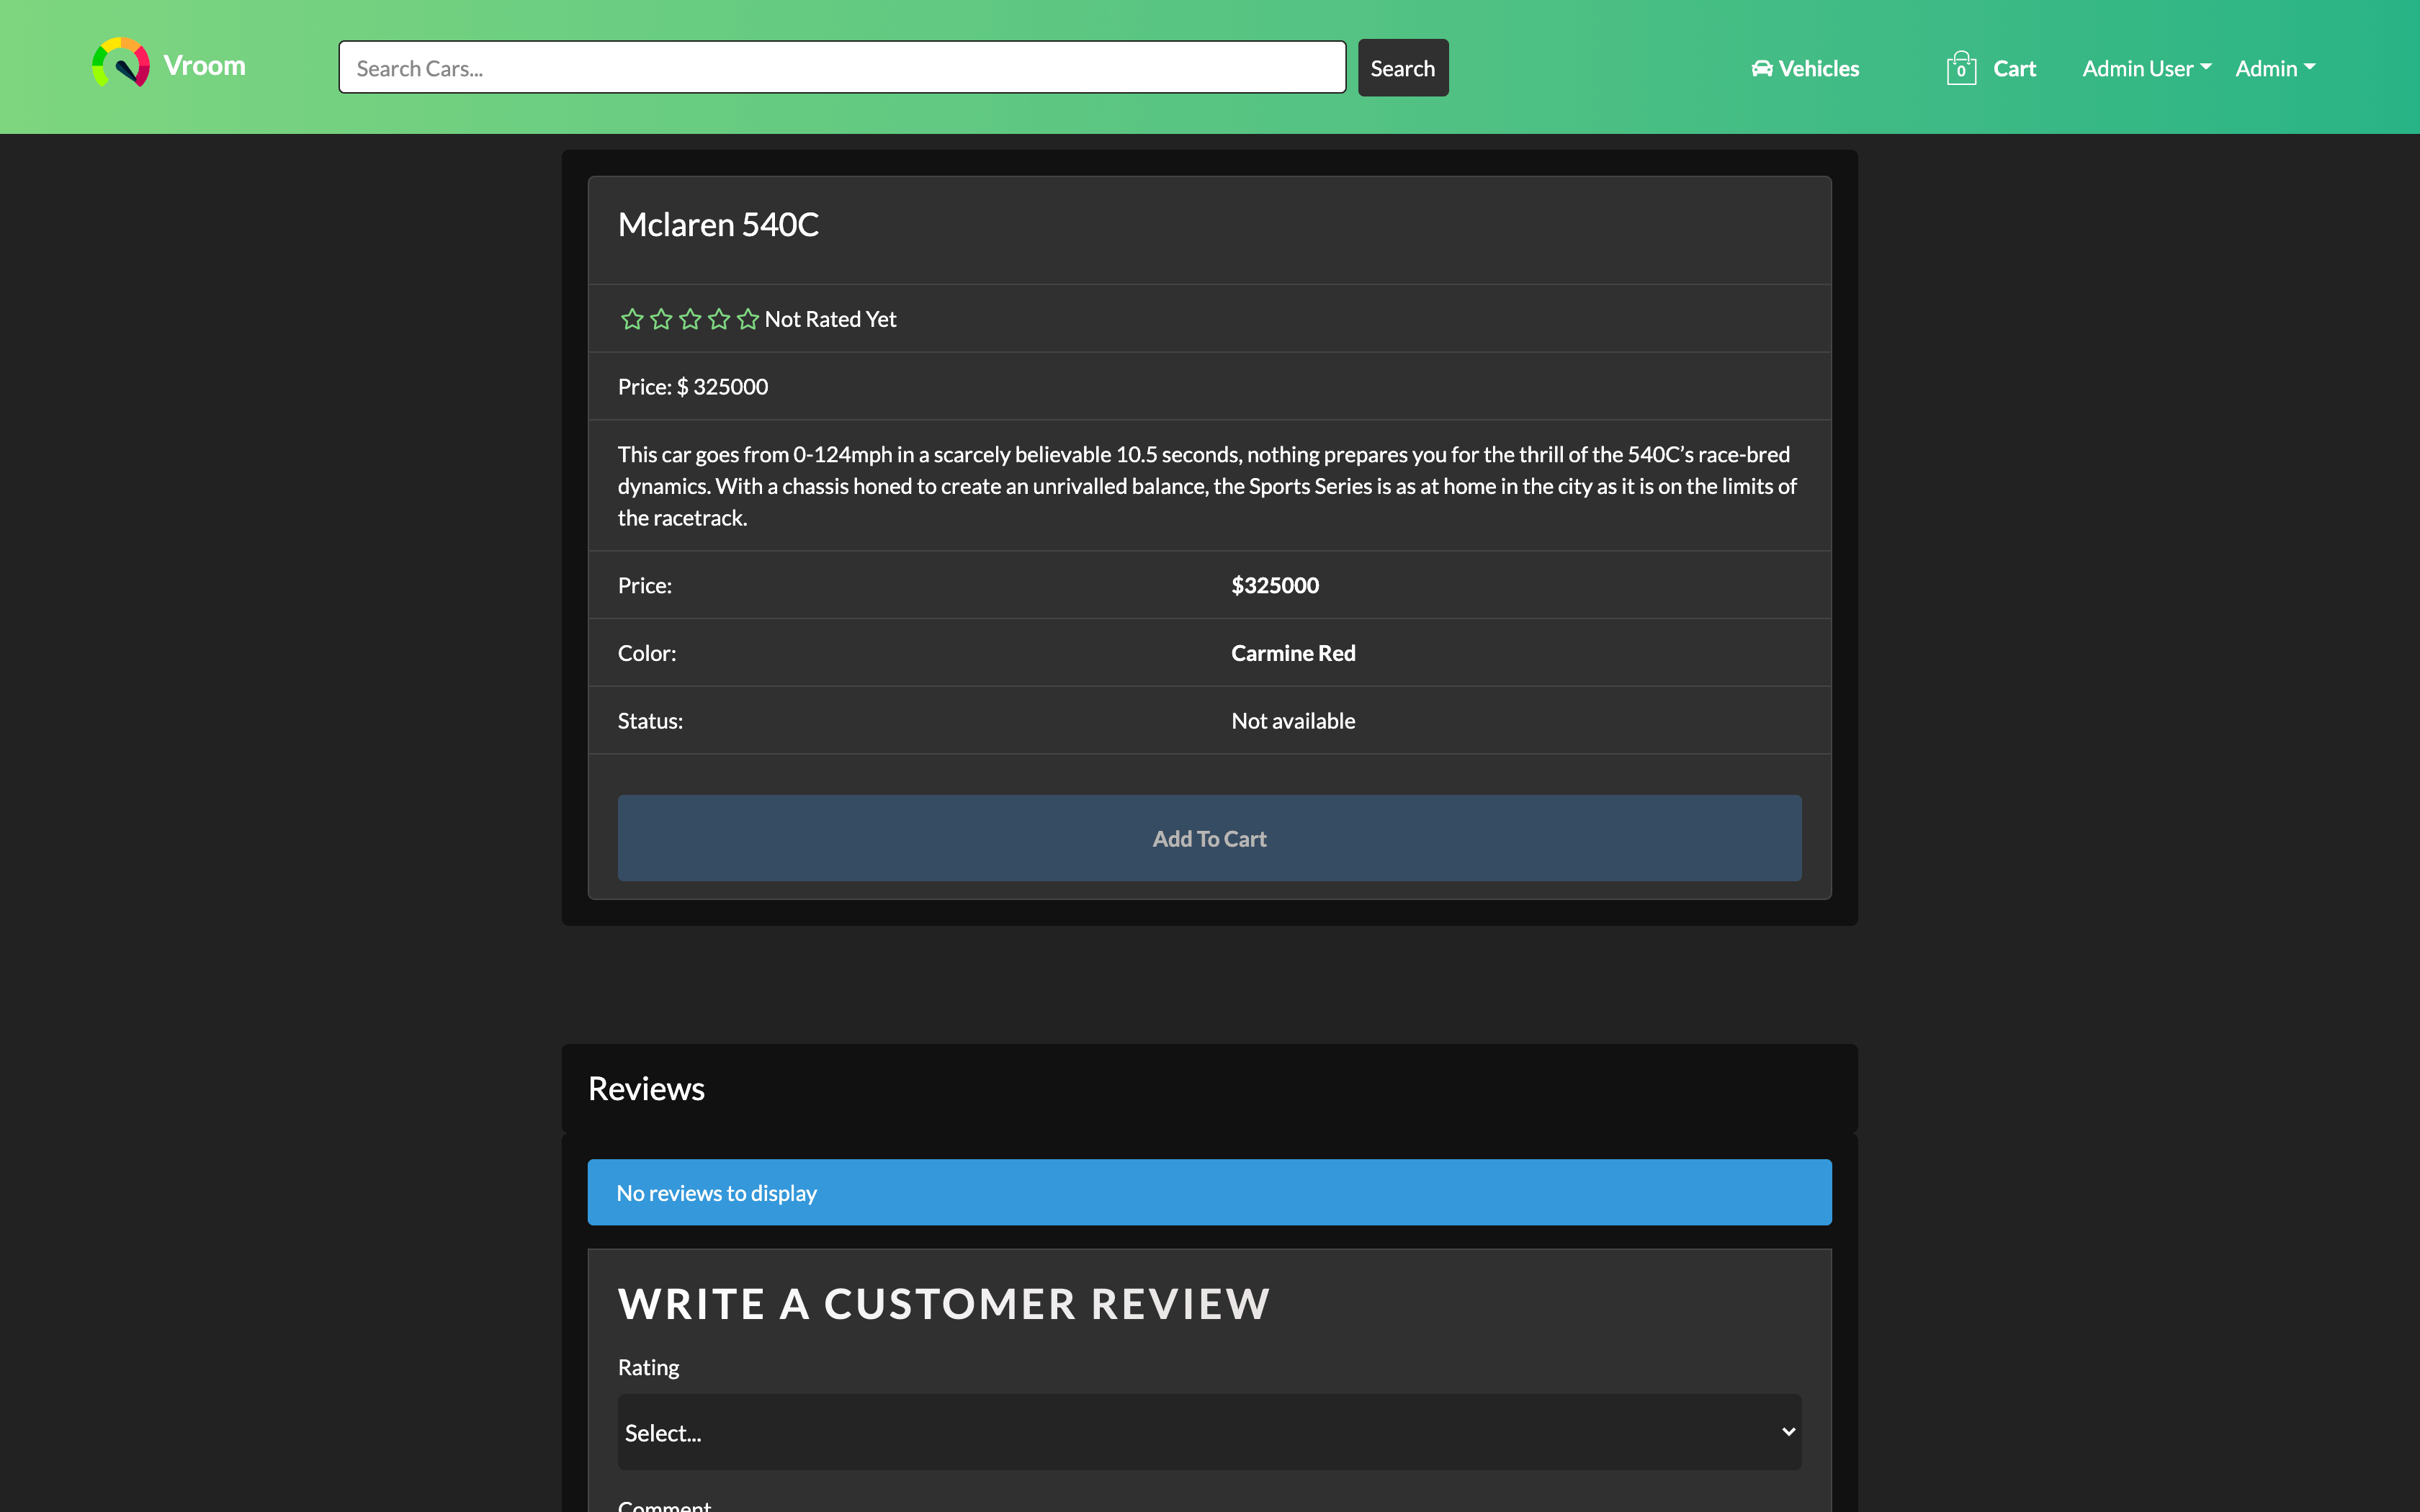 Vroom
Search Cars...
Search
Vehicles
0
Cart
Admin User
Admin
Mclaren 540C
Not Rated Yet
Price: $ 325000
This car goes from 0-124mph in a scarcely believable 10.5 seconds, nothing prepares you for the thrill of the 540C’s race-bred
dynamics. With a chassis honed to create an unrivalled balance, the Sports Series is as at home in the city as it is on the limits of
the racetrack.
Price:
$325000
Color:
Carmine Red
Status:
Not available
Add To Cart
Reviews
No reviews to display
WRITE A CUSTOMER REVIEW
Rating
Select...
Comment